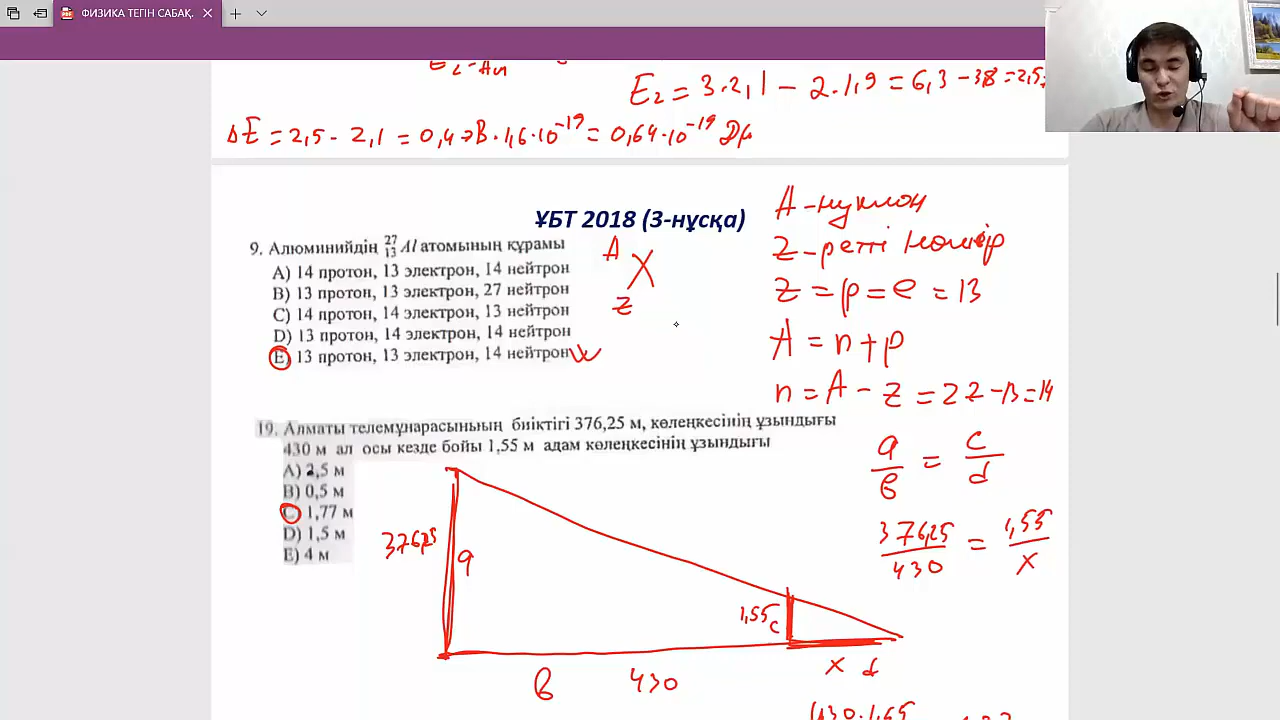 ФИЗИКА ТЕГІН САБАҚ.
E₂ = 3·2,1 − 2·1,9 = 6,3 − 3,8 = 2,5
ΔE = 2,5 − 2,1 = 0,4 эВ·1,6·10⁻¹⁹ = 0,64·10⁻¹⁹ Дж
ҰБТ 2018 (3-нұсқа)
9. Алюминийдің ²⁷₁₃Al атомының құрамы
A) 14 протон, 13 электрон, 14 нейтрон
B) 13 протон, 13 электрон, 27 нейтрон
C) 14 протон, 14 электрон, 13 нейтрон
D) 13 протон, 14 электрон, 14 нейтрон
E) 13 протон, 13 электрон, 14 нейтрон
A
X
Z
A – нуклон
Z – реттік номер
Z = p = e = 13
A = n + p
n = A − Z = 27 − 13 = 14
19. Алматы телемұнарасынының биіктігі 376,25 м, көлеңкесінің ұзындығы
430 м ал осы кезде бойы 1,55 м адам көлеңкесінің ұзындығы
A) 2,5 м
B) 0,5 м
C) 1,77 м
D) 1,5 м
E) 4 м
a/b = c/d
376,25/430 = 1,55/x
376,25
a
1,55
c
x d
b 430
430·1,55